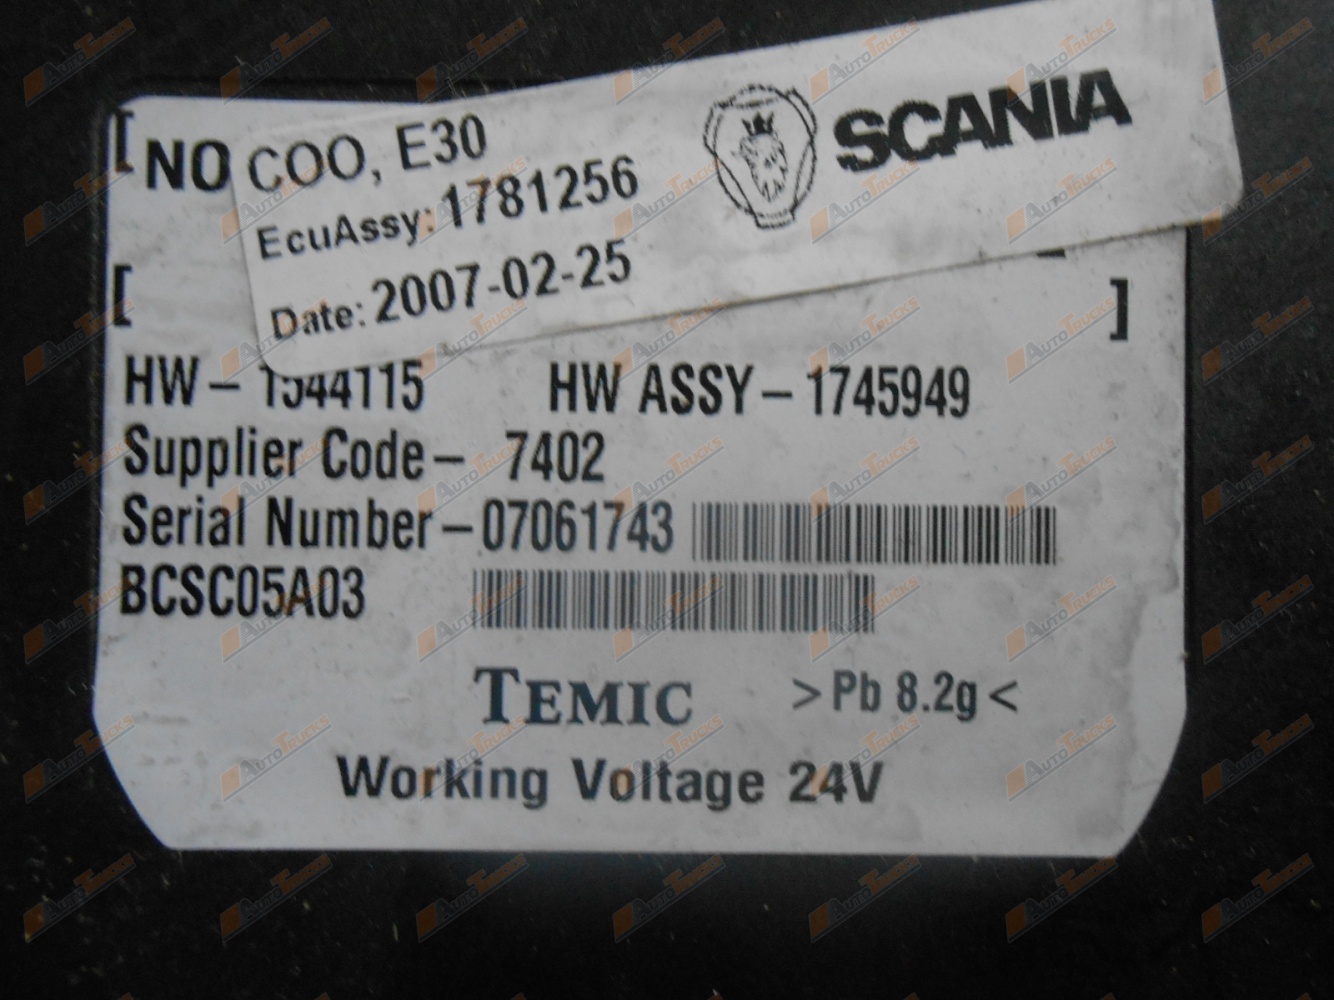 [ NO
COO, E30
EcuAssy: 1781256
Date: 2007-02-25
SCANIA
[ ]
HW – 1544115 HW ASSY – 1745949
Supplier Code – 7402
Serial Number – 07061743
BCSC05A03
TEMIC >Pb 8.2g<
Working Voltage 24V
AUTOTRUCKS